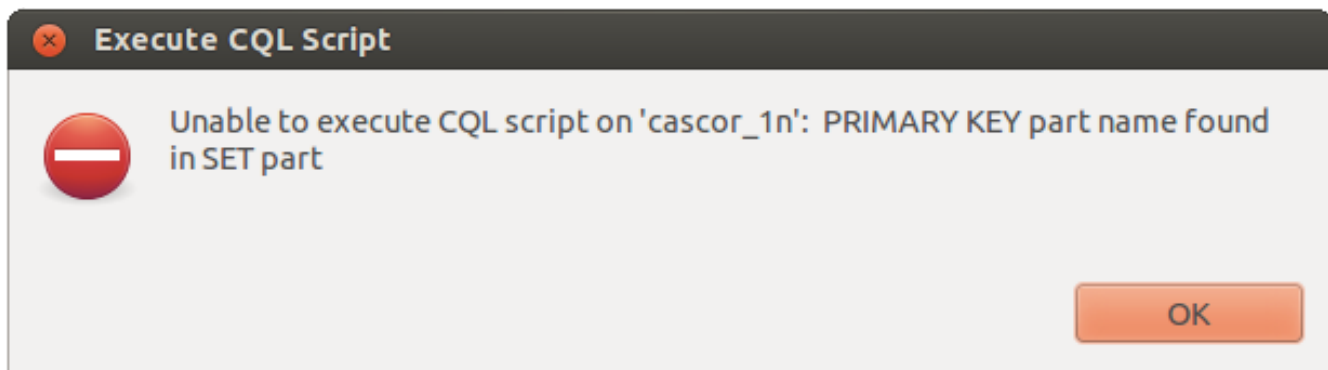 Execute CQL Script
Unable to execute CQL script on 'cascor_1n': PRIMARY KEY part name found
in SET part
OK